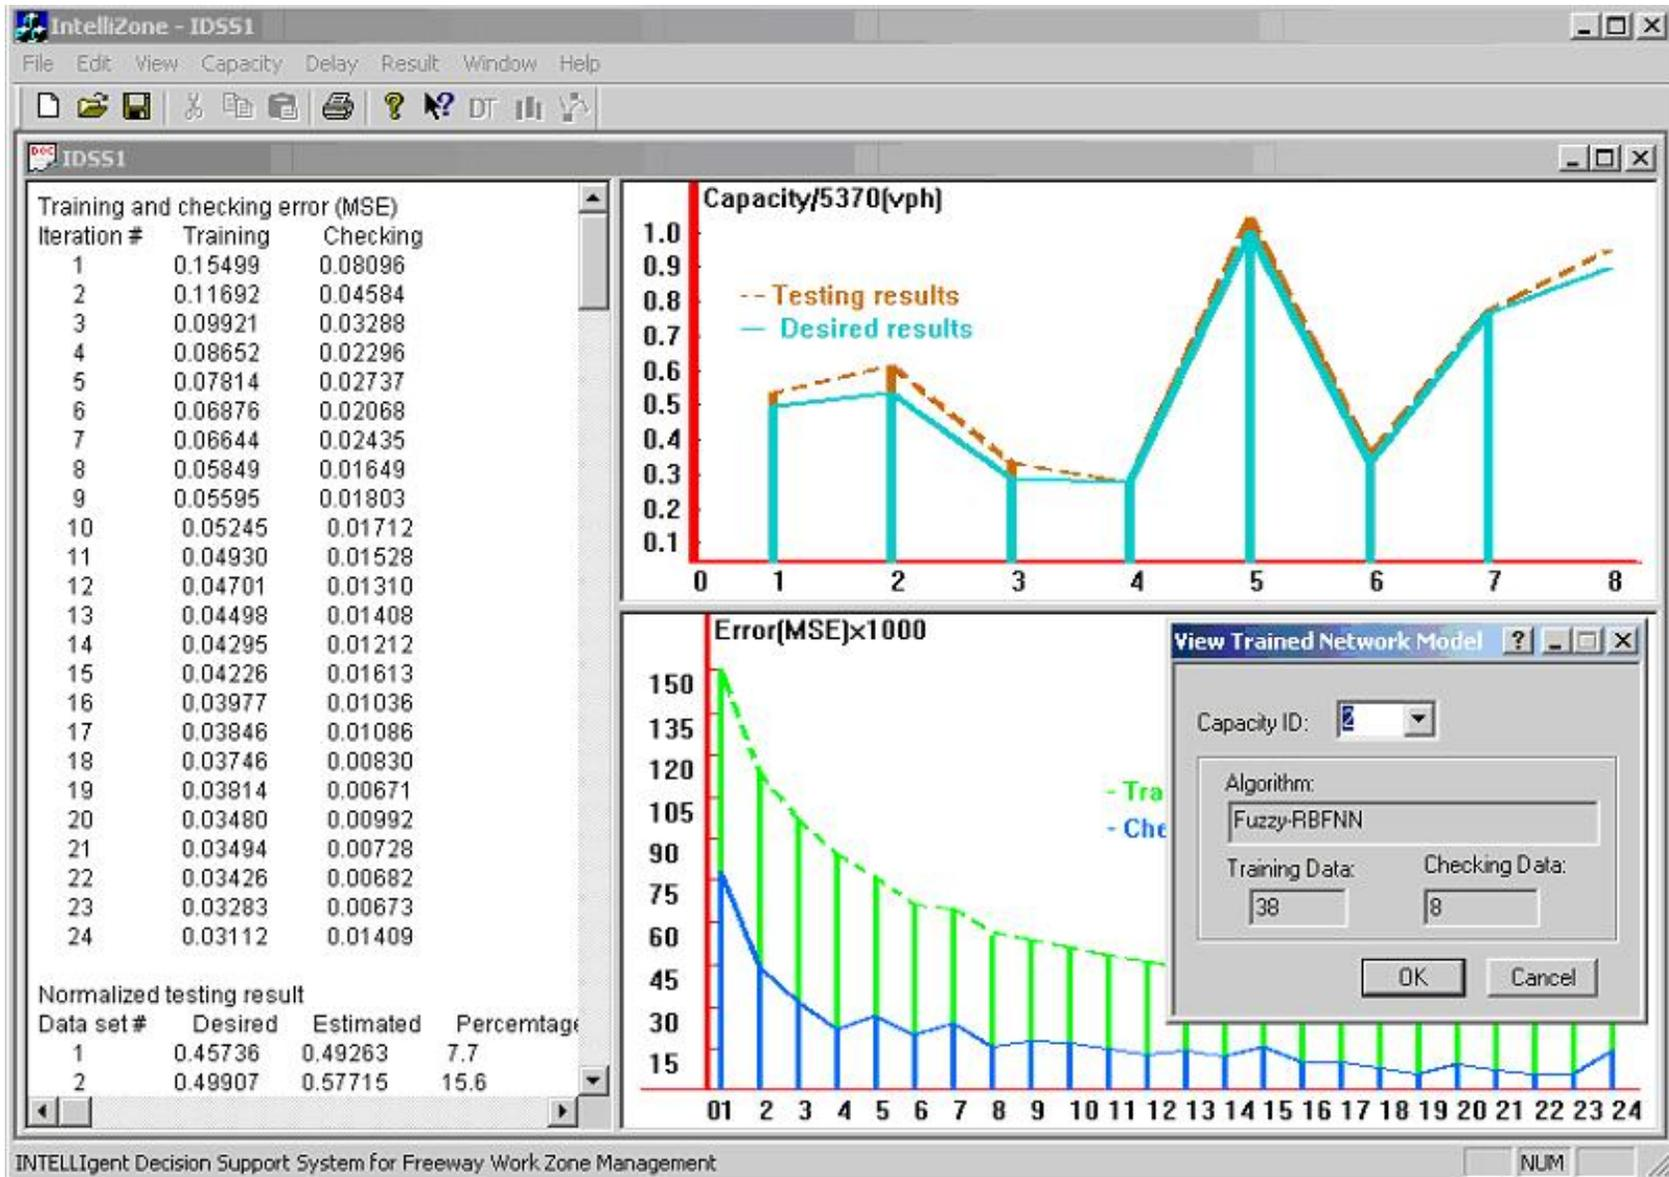 IntelliZone - IDSS1
File Edit View Capacity Delay Result Window Help
DT
IDSS1
Training and checking error (MSE)
Iteration # Training Checking
1 0.15499 0.08096
2 0.11692 0.04584
3 0.09921 0.03288
4 0.08652 0.02296
5 0.07814 0.02737
6 0.06876 0.02068
7 0.06644 0.02435
8 0.05849 0.01649
9 0.05595 0.01803
10 0.05245 0.01712
11 0.04930 0.01528
12 0.04701 0.01310
13 0.04498 0.01408
14 0.04295 0.01212
15 0.04226 0.01613
16 0.03977 0.01036
17 0.03846 0.01086
18 0.03746 0.00830
19 0.03814 0.00671
20 0.03480 0.00992
21 0.03494 0.00728
22 0.03426 0.00682
23 0.03283 0.00673
24 0.03112 0.01409
Normalized testing result
Data set # Desired Estimated Percemtage
1 0.45736 0.49263 7.7
2 0.49907 0.57715 15.6
Capacity/5370(vph)
1.0
0.9
0.8
0.7
0.6
0.5
0.4
0.3
0.2
0.1
-- Testing results
— Desired results
0 1 2 3 4 5 6 7 8
Error(MSE)×1000
150
135
120
105
90
75
60
45
30
15
- Tra
- Che
01 2 3 4 5 6 7 8 9 10 11 12 13 14 15 16 17 18 19 20 21 22 23 24
View Trained Network Model
Capacity ID: 2
Algorithm:
Fuzzy-RBFNN
Training Data: Checking Data:
38 8
OK Cancel
INTELLIgent Decision Support System for Freeway Work Zone Management
NUM